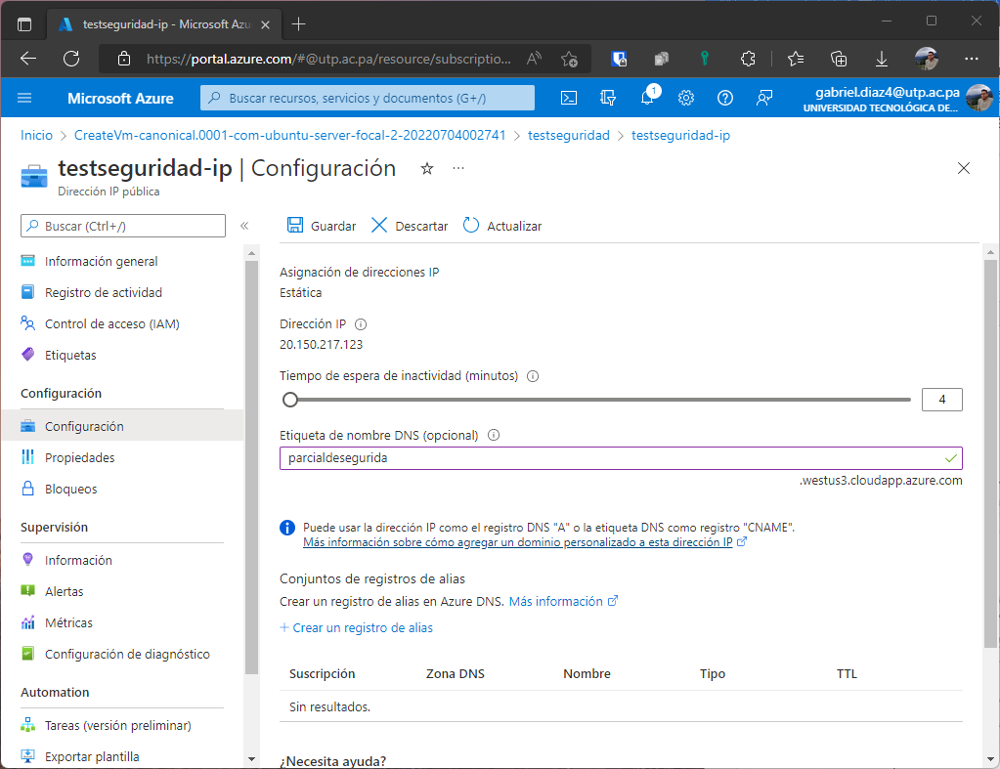 testseguridad-ip - Microsoft Azu
https://portal.azure.com/#@utp.ac.pa/resource/subscriptio...
Microsoft Azure
Buscar recursos, servicios y documentos (G+/)
1
gabriel.diaz4@utp.ac.pa
UNIVERSIDAD TECNOLÓGICA DE...
Inicio > CreateVm-canonical.0001-com-ubuntu-server-focal-2-20220704002741 > testseguridad > testseguridad-ip
testseguridad-ip | Configuración
Dirección IP pública
Buscar (Ctrl+/)
Información general
Registro de actividad
Control de acceso (IAM)
Etiquetas
Configuración
Configuración
Propiedades
Bloqueos
Supervisión
Información
Alertas
Métricas
Configuración de diagnóstico
Automation
Tareas (versión preliminar)
Exportar plantilla
Guardar Descartar Actualizar
Asignación de direcciones IP
Estática
Dirección IP
20.150.217.123
Tiempo de espera de inactividad (minutos)
4
Etiqueta de nombre DNS (opcional)
parcialdesegurida
.westus3.cloudapp.azure.com
Puede usar la dirección IP como el registro DNS "A" o la etiqueta DNS como registro "CNAME".
Más información sobre cómo agregar un dominio personalizado a esta dirección IP
Conjuntos de registros de alias
Crear un registro de alias en Azure DNS. Más información
+ Crear un registro de alias
Suscripción Zona DNS Nombre Tipo TTL
Sin resultados.
¿Necesita ayuda?